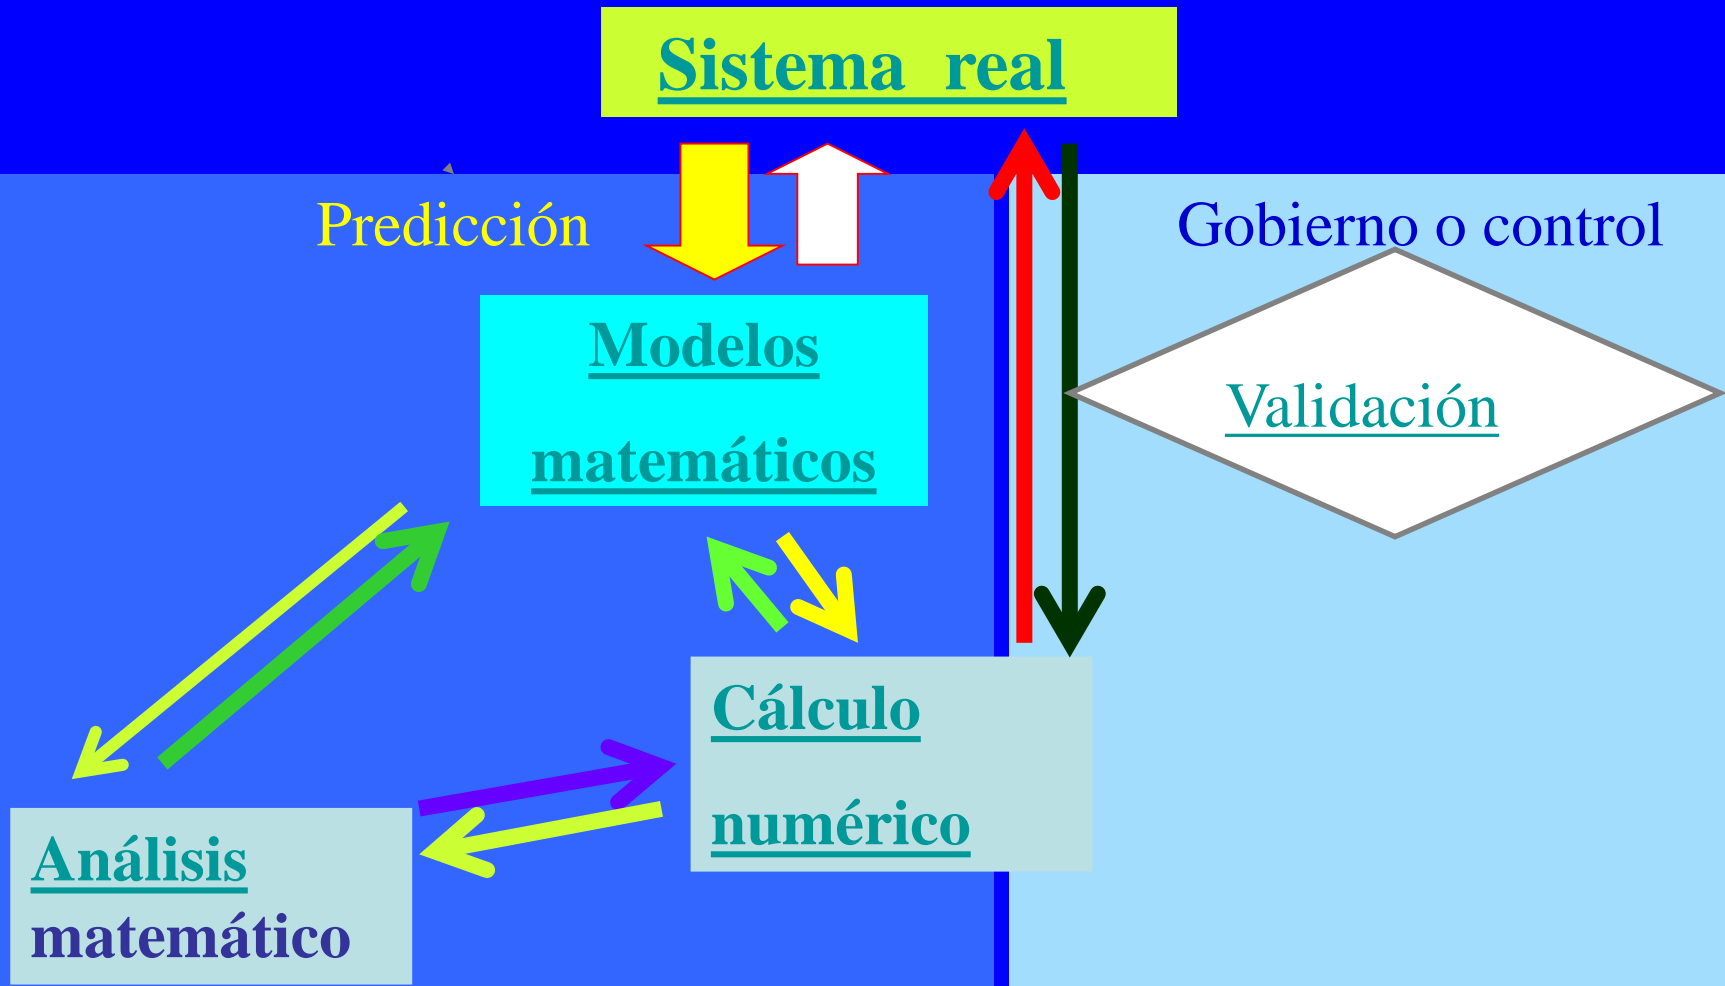 Sistema real
Predicción
Gobierno o control
Modelos
matemáticos
Validación
Cálculo
numérico
Análisis
matemático